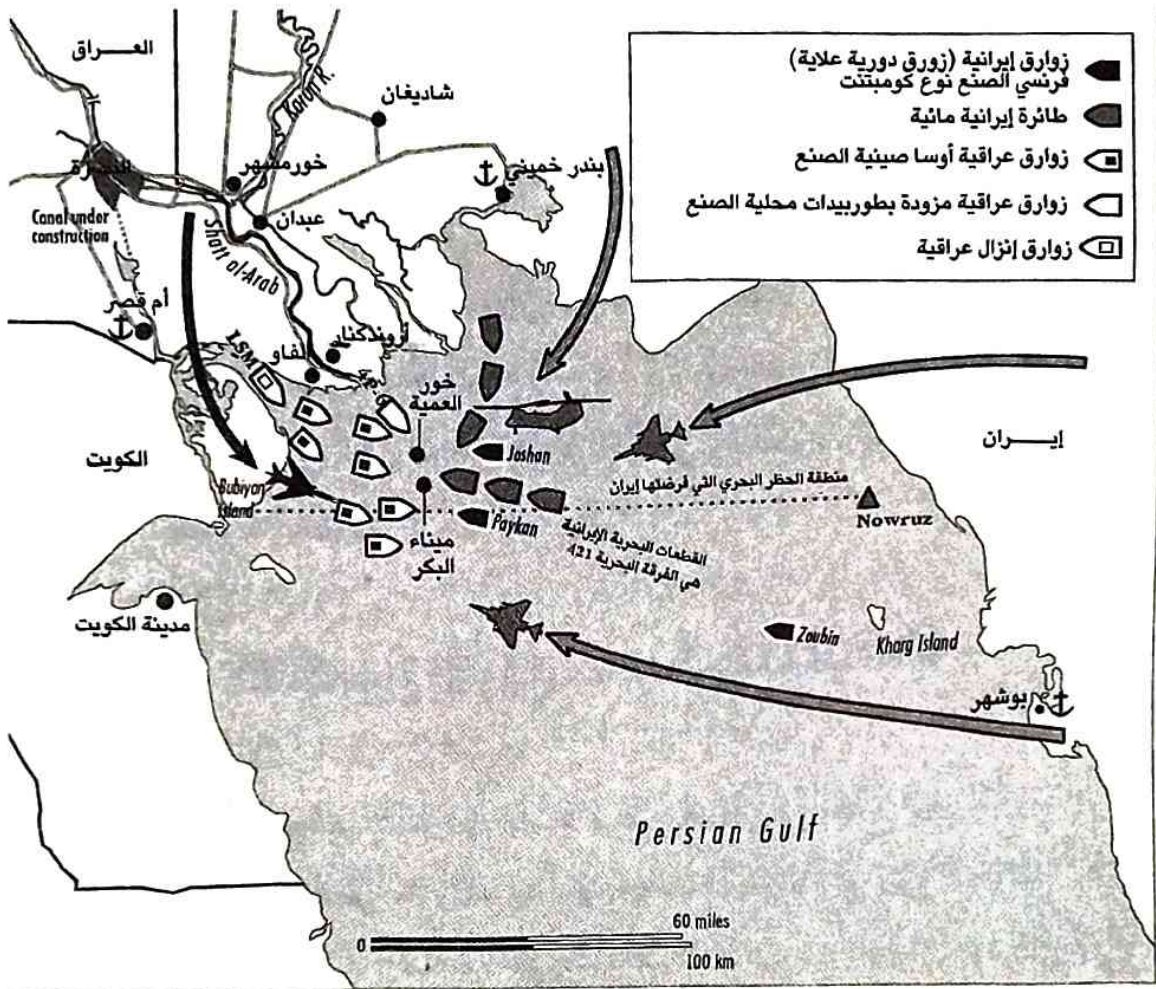 زوارق إيرانية (زورق دورية علاية)
فرنسي الصنع نوع كومبتنت
طائرة إيرانية مائية
زوارق عراقية أوسا صينية الصنع
زوارق عراقية مزودة بطوربيدات محلية الصنع
زوارق إنزال عراقية
العـــراق
Karon R.
شاديغان
خورمشهر
البصرة
بندر خميني
عبدان
Canal under
construction
Shatt al-Arab
أم قصر
أروندكنار
LSM
الفاو
خور
العمية
إيــران
Joshan
الكويت
منطقة الحظر البحري التي فرضتها إيران
Bubiyan
Island
Nowruz
Paykan
القطعات البحرية الإيرانية
هي الفرقة البحرية 421
ميناء
البكر
مدينة الكويت
Zoubin
Kharg Island
بوشهر
Persian Gulf
60 miles
0
100 km